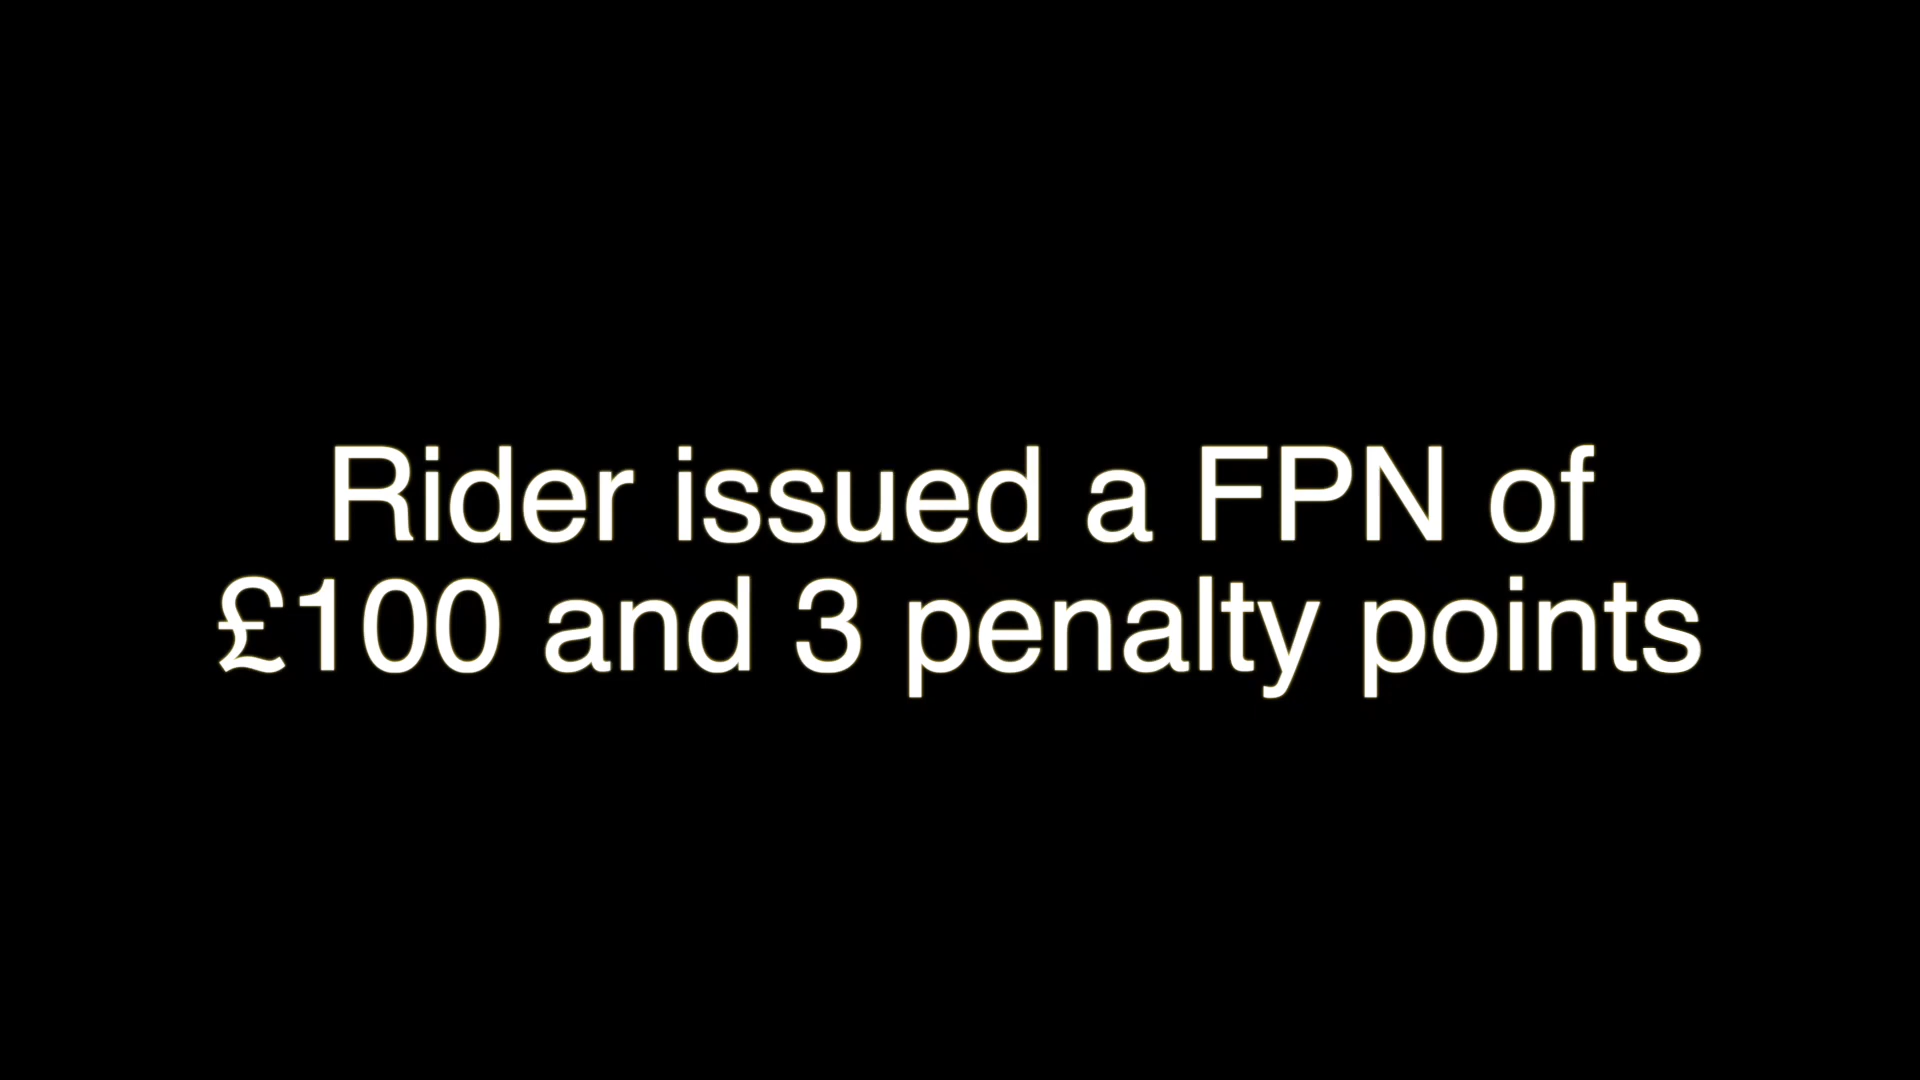 Rider issued a FPN of
£100 and 3 penalty points